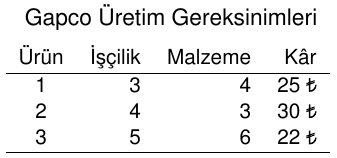 Gapco Üretim Gereksinimleri
Ürün İşçilik Malzeme Kâr
1 3 4 25 ₺
2 4 3 30 ₺
3 5 6 22 ₺